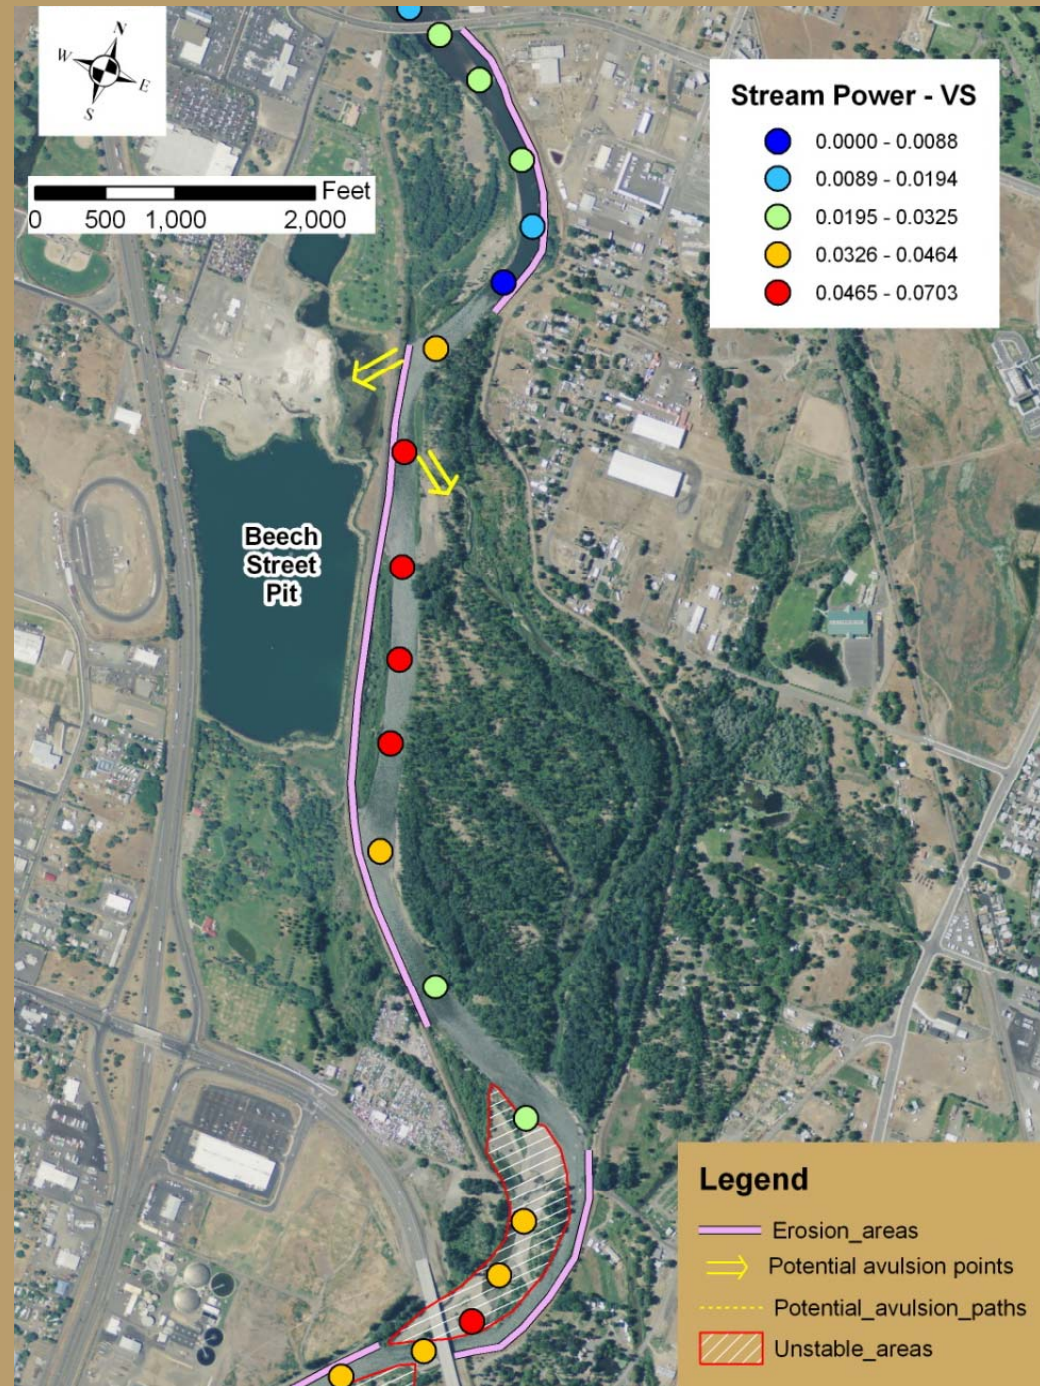 N
W
E
S
Feet
0 500 1,000 2,000
Stream Power - VS
0.0000 - 0.0088
0.0089 - 0.0194
0.0195 - 0.0325
0.0326 - 0.0464
0.0465 - 0.0703
Beech
Street
Pit
Legend
Erosion_areas
Potential avulsion points
Potential_avulsion_paths
Unstable_areas